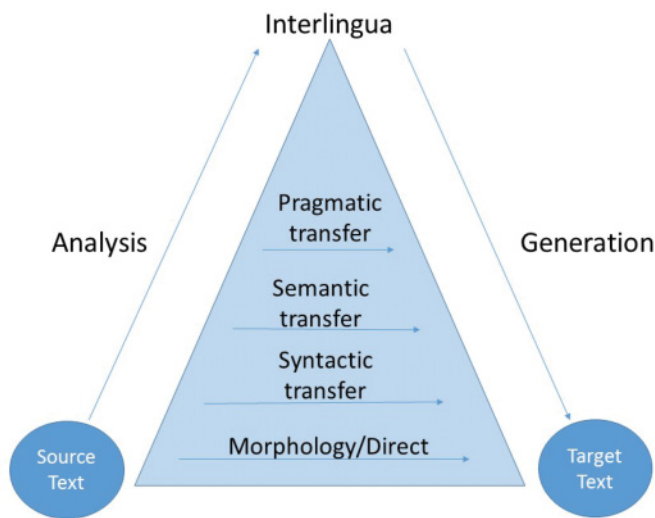 Interlingua
Pragmatic
transfer
Analysis
Generation
Semantic
transfer
Syntactic
transfer
Morphology/Direct
Source
Text
Target
Text